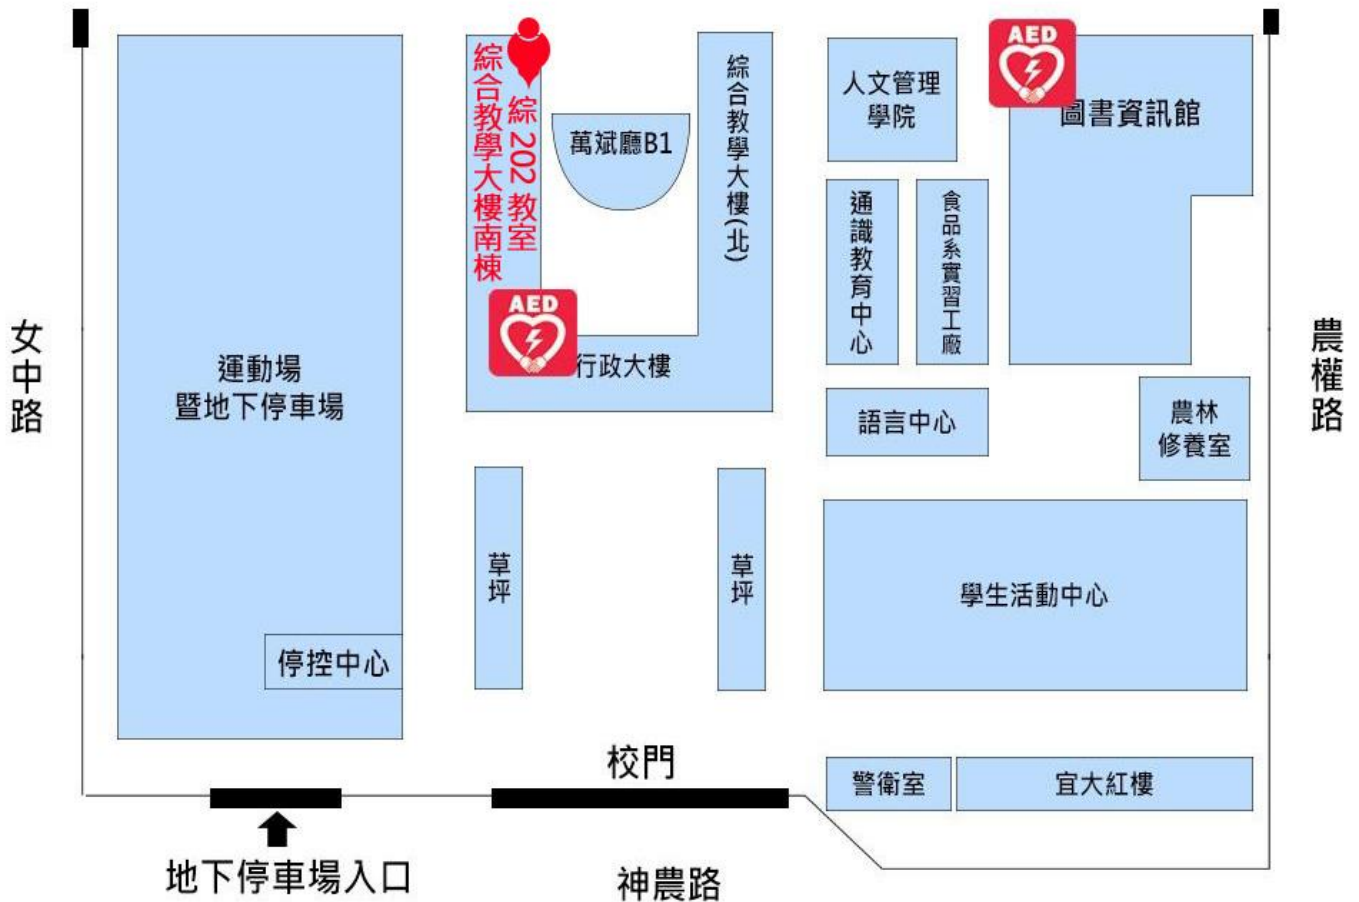 綜合教學大樓南棟
綜 202 教室
萬斌廳B1
綜合教學大樓(北)
人文管理
學院
AED
圖書資訊館
通識教育中心
食品系實習工廠
AED
行政大樓
女中路
運動場
暨地下停車場
農權路
語言中心
農林
修養室
草坪
草坪
學生活動中心
停控中心
校門
警衛室
宜大紅樓
地下停車場入口
神農路